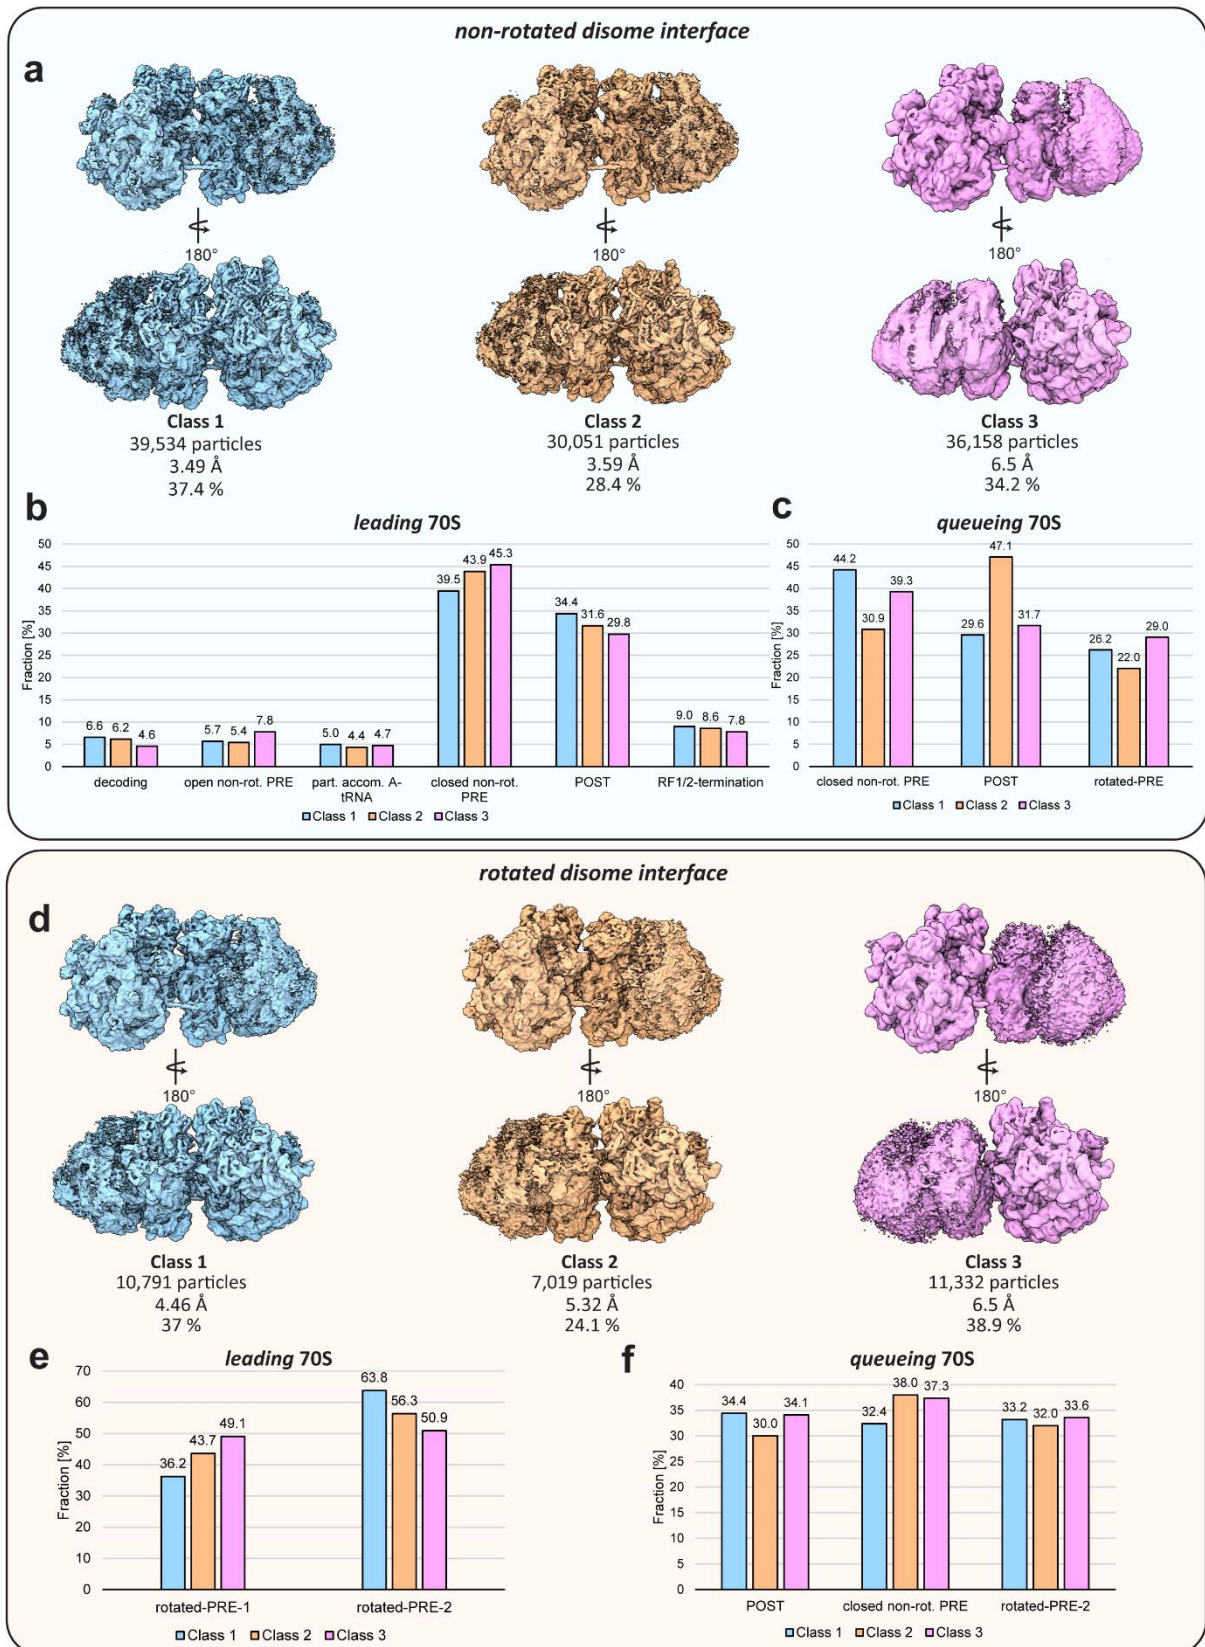 non-rotated disome interface
a
180°
180°
180°
Class 1
39,534 particles
3.49 Å
37.4 %
Class 2
30,051 particles
3.59 Å
28.4 %
Class 3
36,158 particles
6.5 Å
34.2 %
b
leading 70S
Fraction [%]
50
45
40
35
30
25
20
15
10
5
0
6.6 6.2 4.6
5.7 5.4 7.8
5.0 4.4 4.7
39.5 43.9 45.3
34.4 31.6 29.8
9.0 8.6 7.8
decoding
open non-rot. PRE
part. accom. A-
tRNA
closed non-rot.
PRE
POST
RF1/2-termination
Class 1 Class 2 Class 3
c
queueing 70S
Fraction [%]
50
45
40
35
30
25
20
15
10
5
0
44.2 30.9 39.3
29.6 47.1 31.7
26.2 22.0 29.0
closed non-rot. PRE
POST
rotated-PRE
Class 1 Class 2 Class 3
rotated disome interface
d
180°
180°
180°
Class 1
10,791 particles
4.46 Å
37 %
Class 2
7,019 particles
5.32 Å
24.1 %
Class 3
11,332 particles
6.5 Å
38.9 %
e
leading 70S
Fraction [%]
70
60
50
40
30
20
10
0
36.2 43.7 49.1
63.8 56.3 50.9
rotated-PRE-1
rotated-PRE-2
Class 1 Class 2 Class 3
f
queueing 70S
Fraction [%]
40
35
30
25
20
15
10
5
0
34.4 30.0 34.1
32.4 38.0 37.3
33.2 32.0 33.6
POST
closed non-rot. PRE
rotated-PRE-2
Class 1 Class 2 Class 3